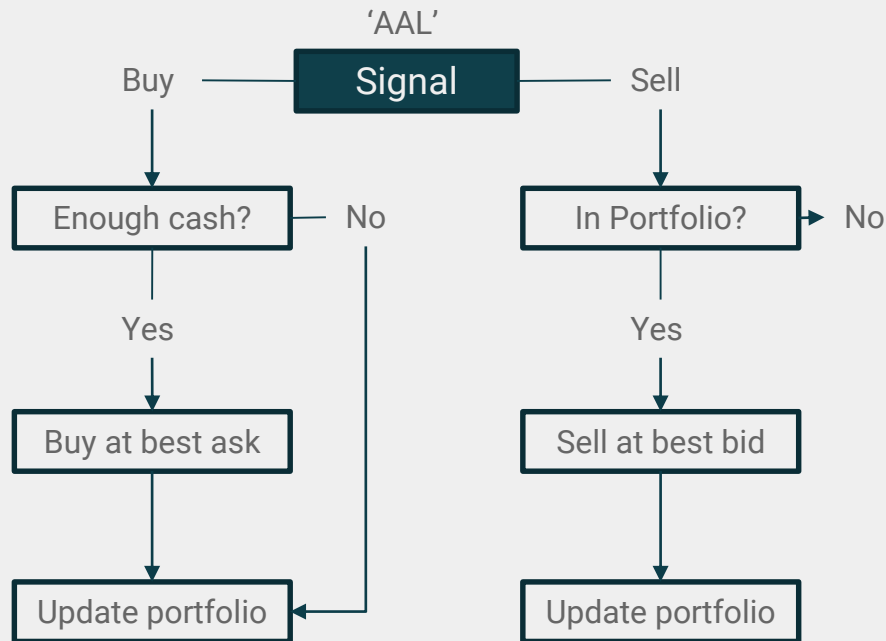 ‘AAL’
Buy
Signal
Sell
Enough cash?
No
In Portfolio?
No
Yes
Yes
Buy at best ask
Sell at best bid
Update portfolio
Update portfolio